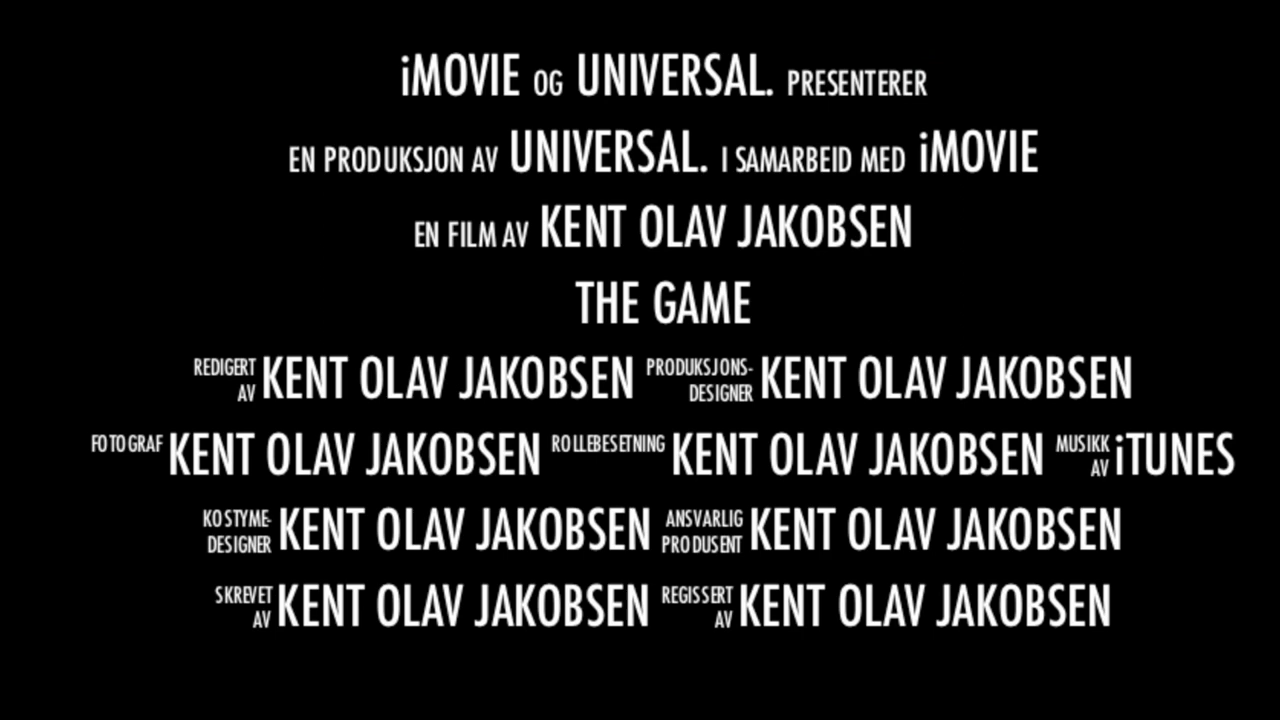 iMOVIE OG UNIVERSAL. PRESENTERER
EN PRODUKSJON AV UNIVERSAL. I SAMARBEID MED iMOVIE
EN FILM AV KENT OLAV JAKOBSEN
THE GAME
REDIGERT AV KENT OLAV JAKOBSEN PRODUKSJONS-DESIGNER KENT OLAV JAKOBSEN
FOTOGRAF KENT OLAV JAKOBSEN ROLLEBESETNING KENT OLAV JAKOBSEN MUSIKK AV iTUNES
KOSTYME-DESIGNER KENT OLAV JAKOBSEN ANSVARLIG PRODUSENT KENT OLAV JAKOBSEN
SKREVET AV KENT OLAV JAKOBSEN REGISSERT AV KENT OLAV JAKOBSEN